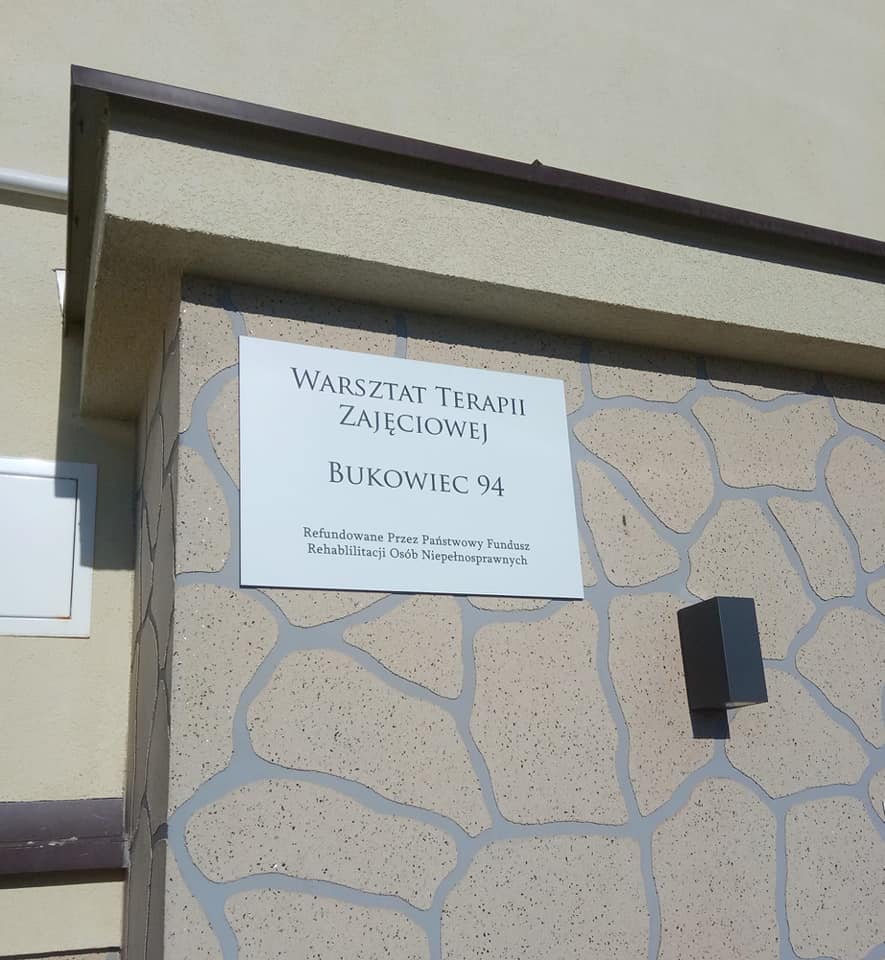 Warsztat Terapii
Zajęciowej
Bukowiec 94
Refundowane Przez Państwowy Fundusz
Rehablilitacji Osób Niepełnosprawnych